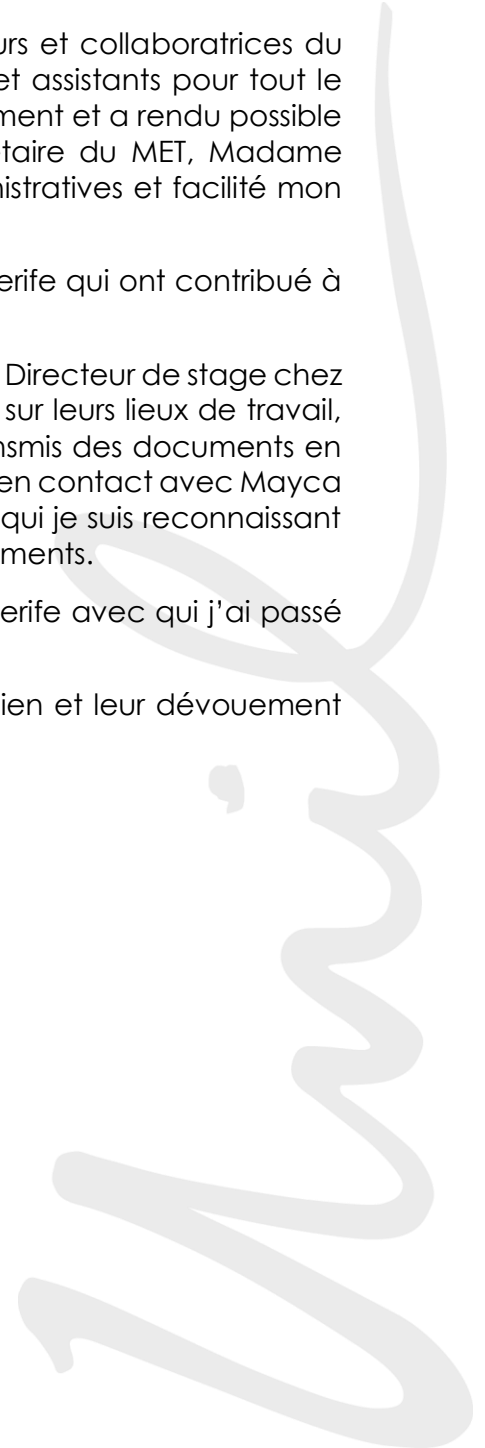 urs et collaboratrices du
et assistants pour tout le
ment et a rendu possible
taire du MET, Madame
nistratives et facilité mon
erife qui ont contribué à
Directeur de stage chez
sur leurs lieux de travail,
nsmis des documents en
en contact avec Mayca
qui je suis reconnaissant
ments.
erife avec qui j'ai passé
ien et leur dévouement
Unil